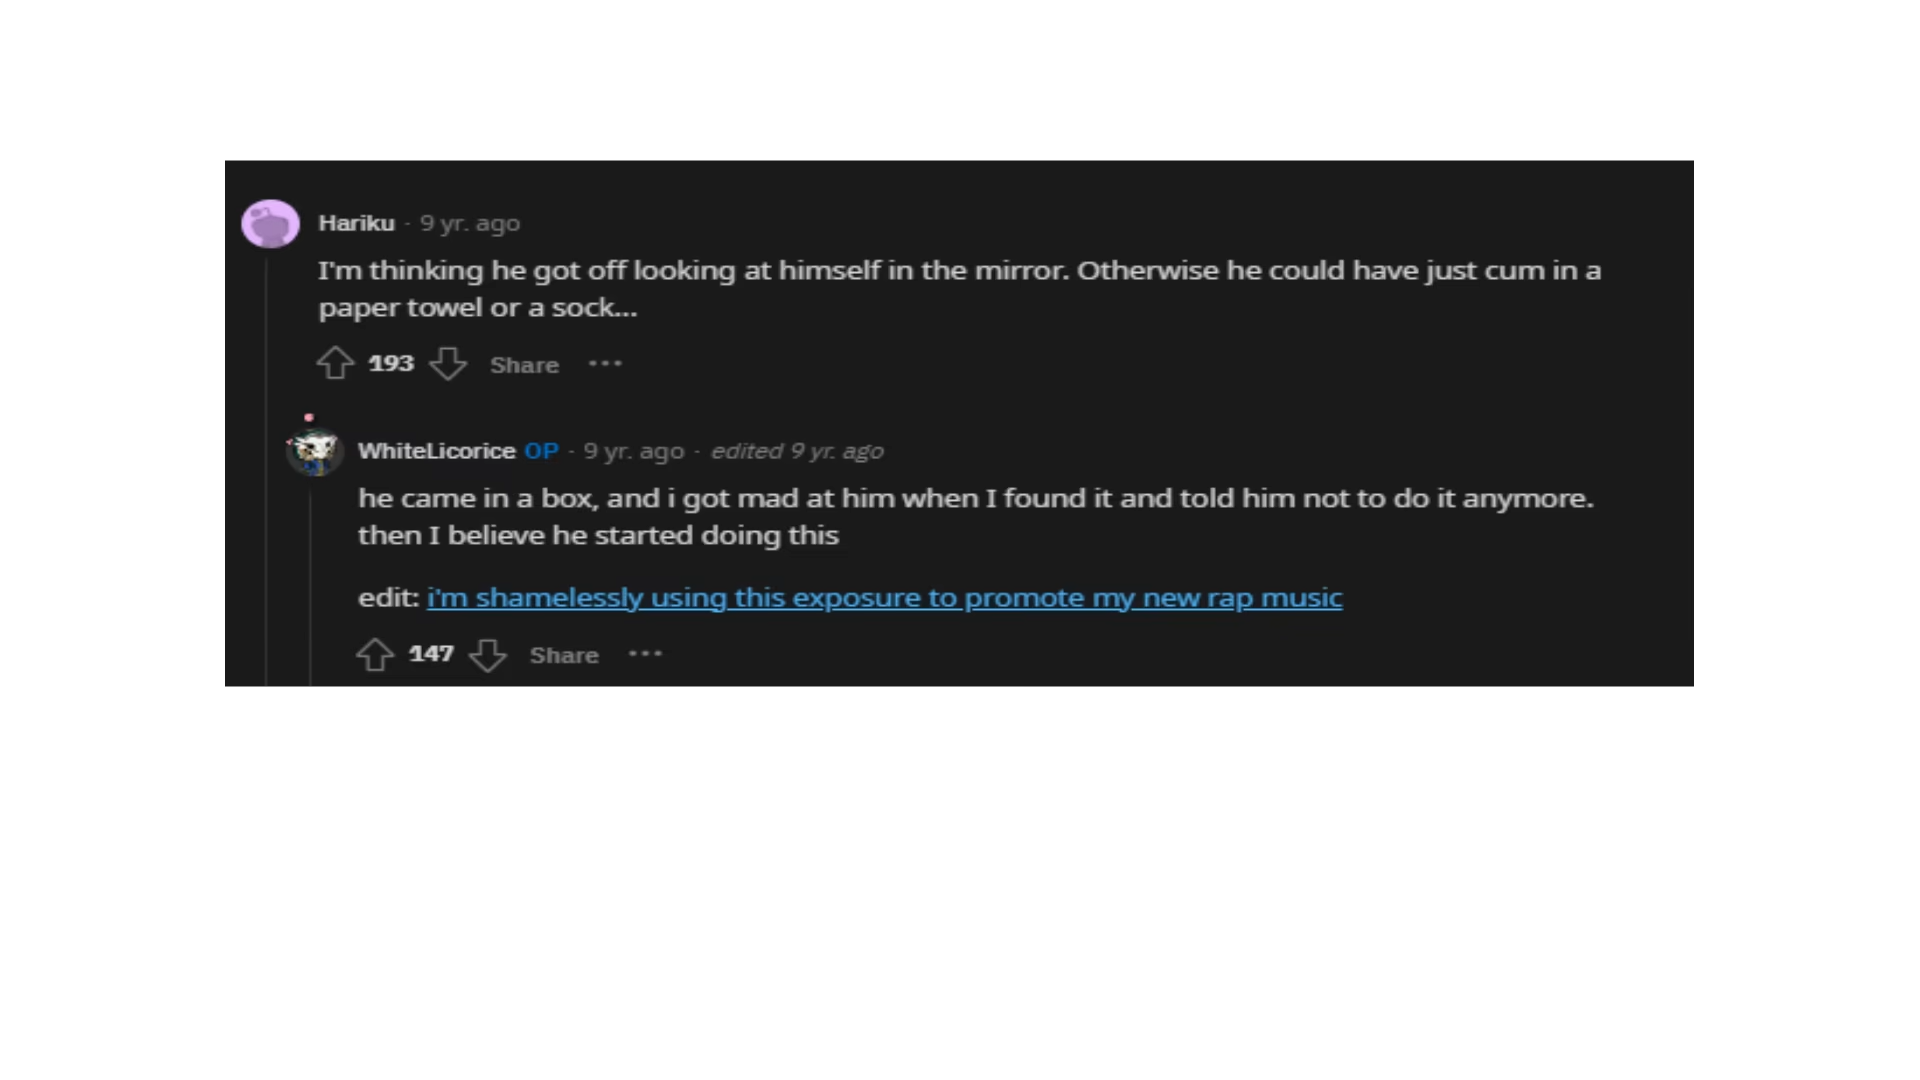 Hariku · 9 yr. ago
I'm thinking he got off looking at himself in the mirror. Otherwise he could have just cum in a
paper towel or a sock...
193 Share ···
WhiteLicorice OP · 9 yr. ago · edited 9 yr. ago
he came in a box, and i got mad at him when I found it and told him not to do it anymore.
then I believe he started doing this
edit: i'm shamelessly using this exposure to promote my new rap music
147 Share ···